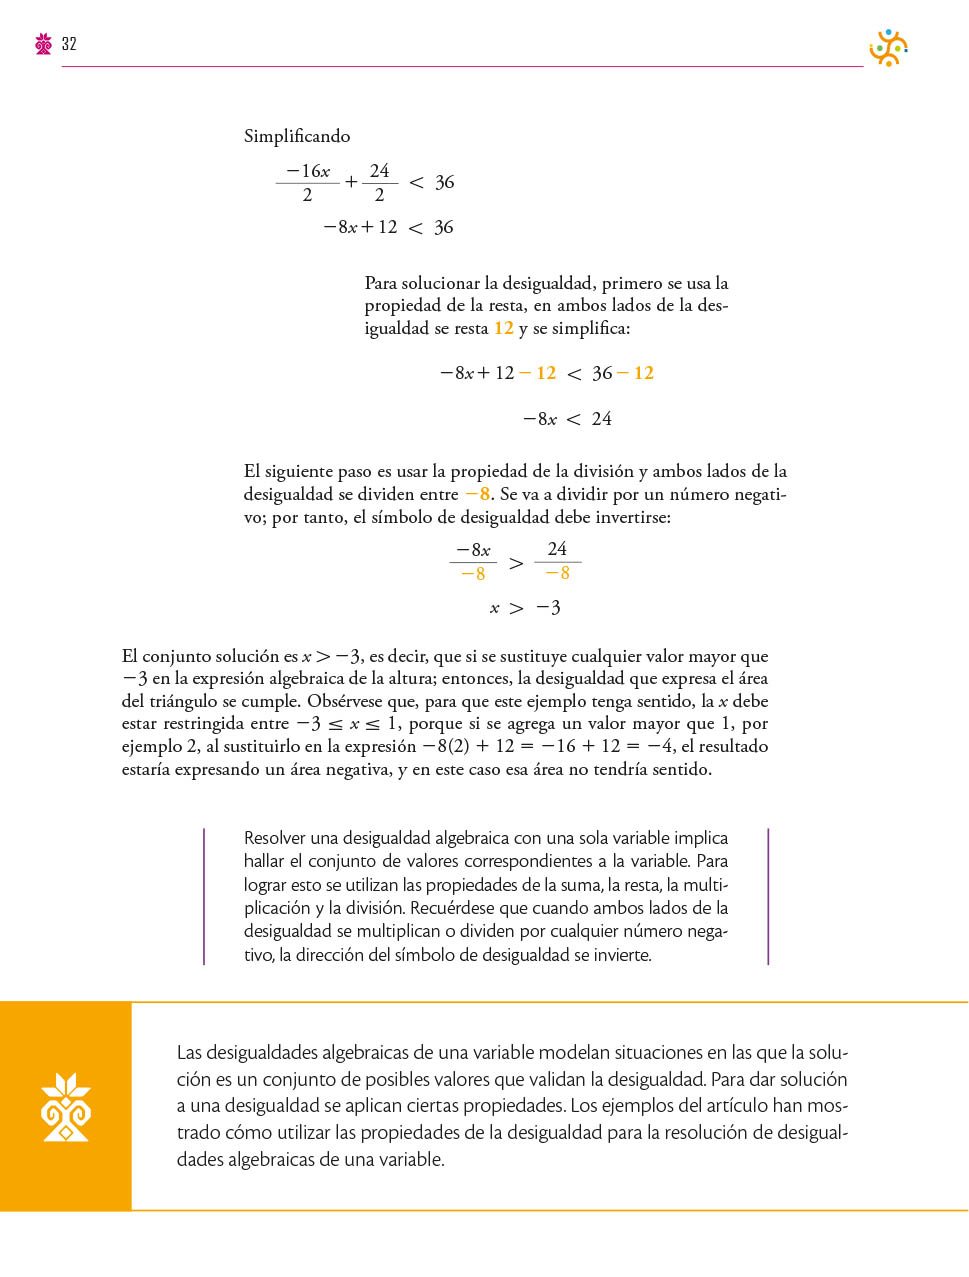 32
Simplificando
−16x/2 + 24/2 < 36
−8x + 12 < 36
Para solucionar la desigualdad, primero se usa la
propiedad de la resta, en ambos lados de la des-
igualdad se resta 12 y se simplifica:
−8x + 12 − 12 < 36 − 12
−8x < 24
El siguiente paso es usar la propiedad de la división y ambos lados de la
desigualdad se dividen entre −8. Se va a dividir por un número negati-
vo; por tanto, el símbolo de desigualdad debe invertirse:
−8x/−8 > 24/−8
x > −3
El conjunto solución es x > −3, es decir, que si se sustituye cualquier valor mayor que
−3 en la expresión algebraica de la altura; entonces, la desigualdad que expresa el área
del triángulo se cumple. Obsérvese que, para que este ejemplo tenga sentido, la x debe
estar restringida entre −3 ≤ x ≤ 1, porque si se agrega un valor mayor que 1, por
ejemplo 2, al sustituirlo en la expresión −8(2) + 12 = −16 + 12 = −4, el resultado
estaría expresando un área negativa, y en este caso esa área no tendría sentido.
Resolver una desigualdad algebraica con una sola variable implica
hallar el conjunto de valores correspondientes a la variable. Para
lograr esto se utilizan las propiedades de la suma, la resta, la multi-
plicación y la división. Recuérdese que cuando ambos lados de la
desigualdad se multiplican o dividen por cualquier número nega-
tivo, la dirección del símbolo de desigualdad se invierte.
Las desigualdades algebraicas de una variable modelan situaciones en las que la solu-
ción es un conjunto de posibles valores que validan la desigualdad. Para dar solución
a una desigualdad se aplican ciertas propiedades. Los ejemplos del artículo han mos-
trado cómo utilizar las propiedades de la desigualdad para la resolución de desigual-
dades algebraicas de una variable.